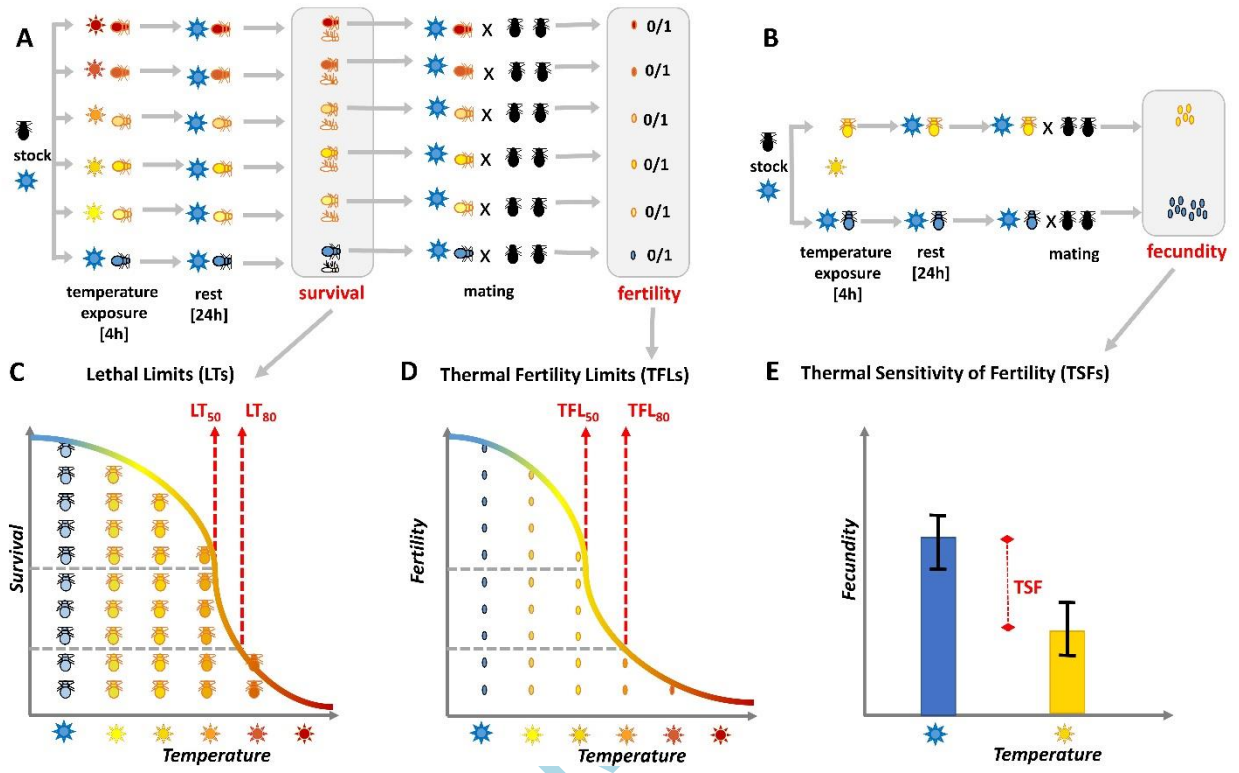 A
stock
X
0/1
X
0/1
X
0/1
X
0/1
X
0/1
X
0/1
temperature
exposure
[4h]
rest
[24h]
survival
mating
fertility
B
stock
X
X
temperature
exposure
[4h]
rest
[24h]
mating
fecundity
C Lethal Limits (LTs)
LT50 LT80
Survival
Temperature
D Thermal Fertility Limits (TFLs)
TFL50 TFL80
Fertility
Temperature
E Thermal Sensitivity of Fertility (TSFs)
Fecundity
TSF
Temperature